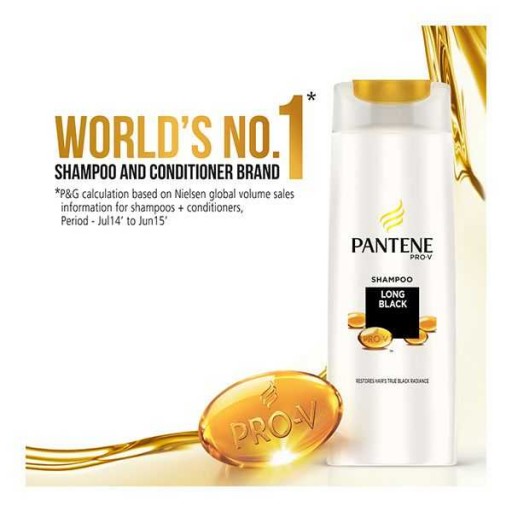 WORLD'S NO.1*
SHAMPOO AND CONDITIONER BRAND
*P&G calculation based on Nielsen global volume sales
information for shampoos + conditioners,
Period - Jul14' to Jun15'
PANTENE
PRO-V
SHAMPOO
LONG
BLACK
PRO-V
RESTORES HAIR'S TRUE BLACK RADIANCE
PRO-V